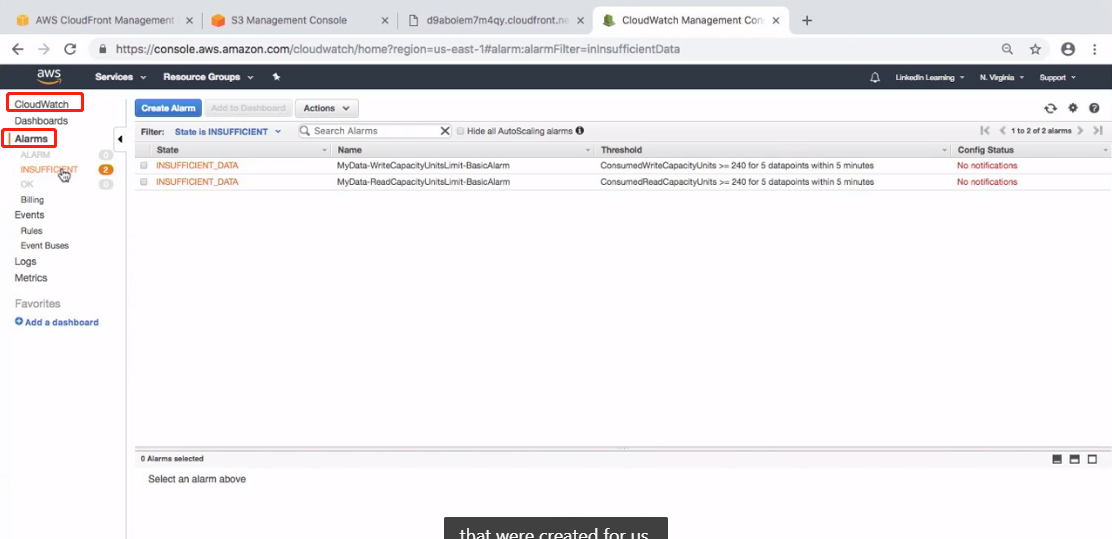 AWS CloudFront Management
S3 Management Console
d9aboiem7m4qy.cloudfront.ne
CloudWatch Management Cons
https://console.aws.amazon.com/cloudwatch/home?region=us-east-1#alarm:alarmFilter=inInsufficientData
aws Services Resource Groups LinkedIn Learning N. Virginia Support
CloudWatch
Dashboards
Alarms
ALARM 0
INSUFFICIENT 2
OK 0
Billing
Events
Rules
Event Buses
Logs
Metrics
Favorites
Add a dashboard
Create Alarm Add to Dashboard Actions
Filter: State is INSUFFICIENT Search Alarms Hide all AutoScaling alarms 1 to 2 of 2 alarms
State Name Threshold Config Status
INSUFFICIENT_DATA MyData-WriteCapacityUnitsLimit-BasicAlarm ConsumedWriteCapacityUnits >= 240 for 5 datapoints within 5 minutes No notifications
INSUFFICIENT_DATA MyData-ReadCapacityUnitsLimit-BasicAlarm ConsumedReadCapacityUnits >= 240 for 5 datapoints within 5 minutes No notifications
0 Alarms selected
Select an alarm above
that were created for us